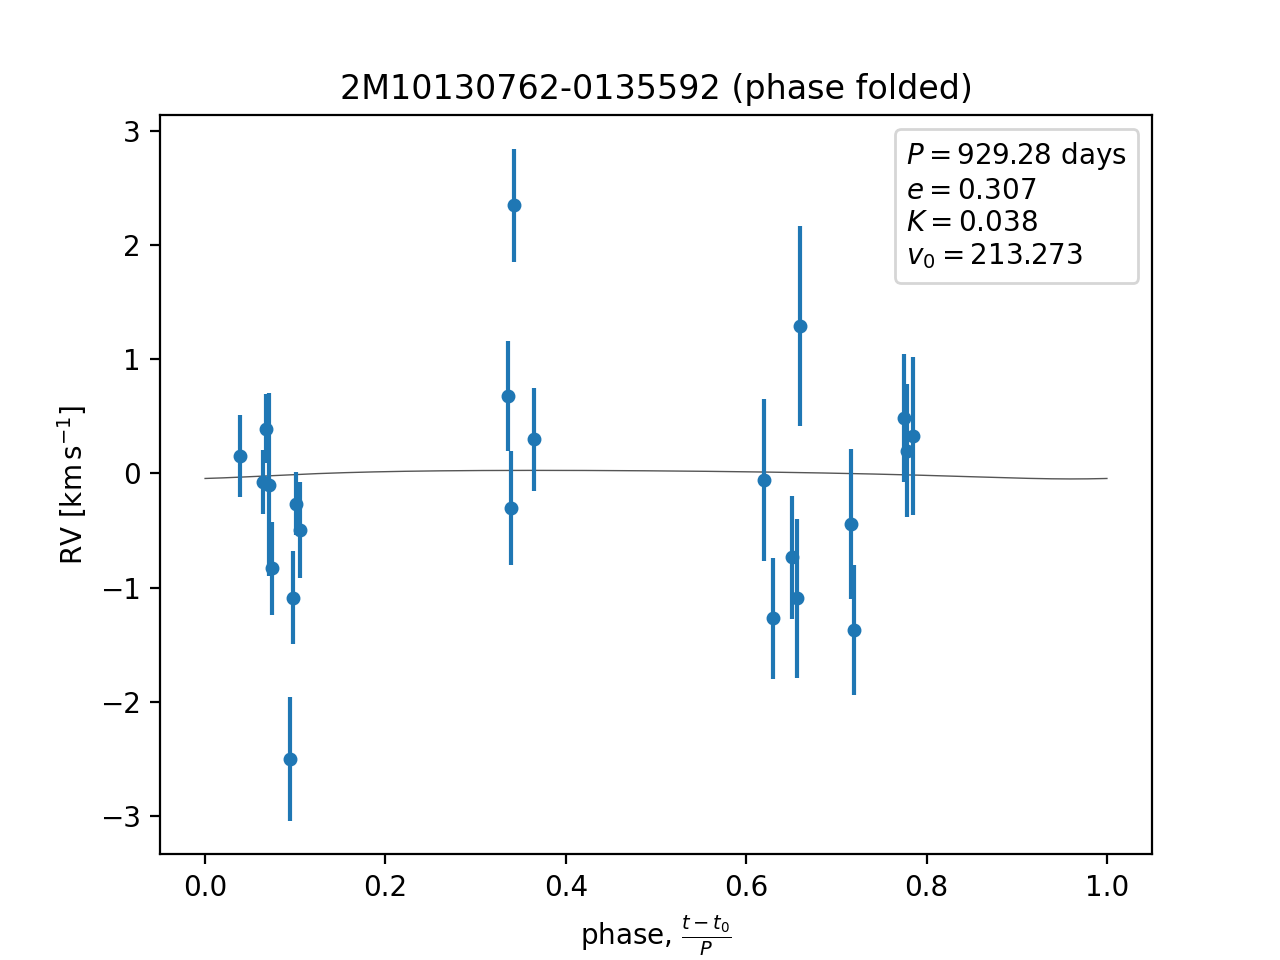 2M10130762-0135592 (phase folded)
P = 929.28 days
e = 0.307
K = 0.038
v₀ = 213.273
3
2
1
0
−1
−2
−3
RV [km s⁻¹]
0.0 0.2 0.4 0.6 0.8 1.0
phase, (t − t₀)/P